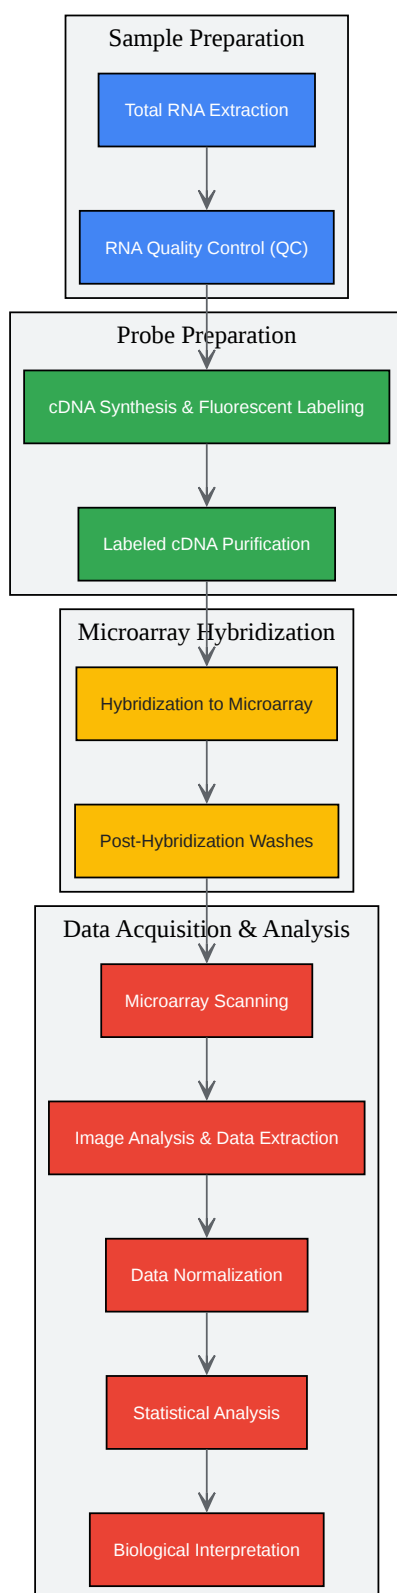 Sample Preparation
Total RNA Extraction
RNA Quality Control (QC)
Probe Preparation
cDNA Synthesis & Fluorescent Labeling
Labeled cDNA Purification
Microarray Hybridization
Hybridization to Microarray
Post-Hybridization Washes
Data Acquisition & Analysis
Microarray Scanning
Image Analysis & Data Extraction
Data Normalization
Statistical Analysis
Biological Interpretation